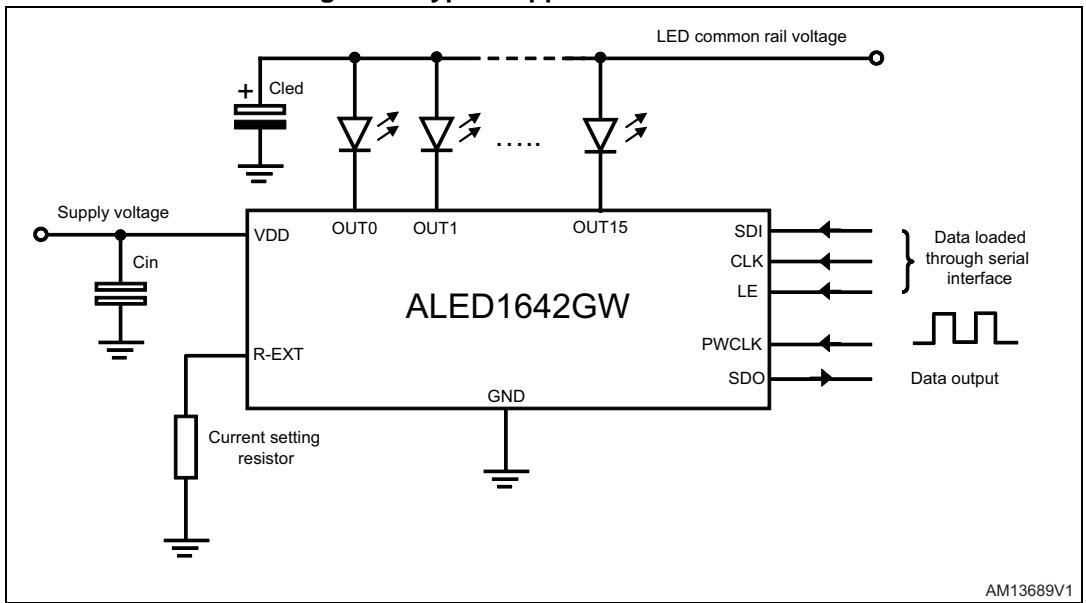 LED common rail voltage
+ Cled
.....
Supply voltage
VDD
OUT0
OUT1
OUT15
SDI
CLK
LE
Data loaded
through serial
interface
Cin
ALED1642GW
R-EXT
PWCLK
SDO
Data output
GND
Current setting
resistor
AM13689V1